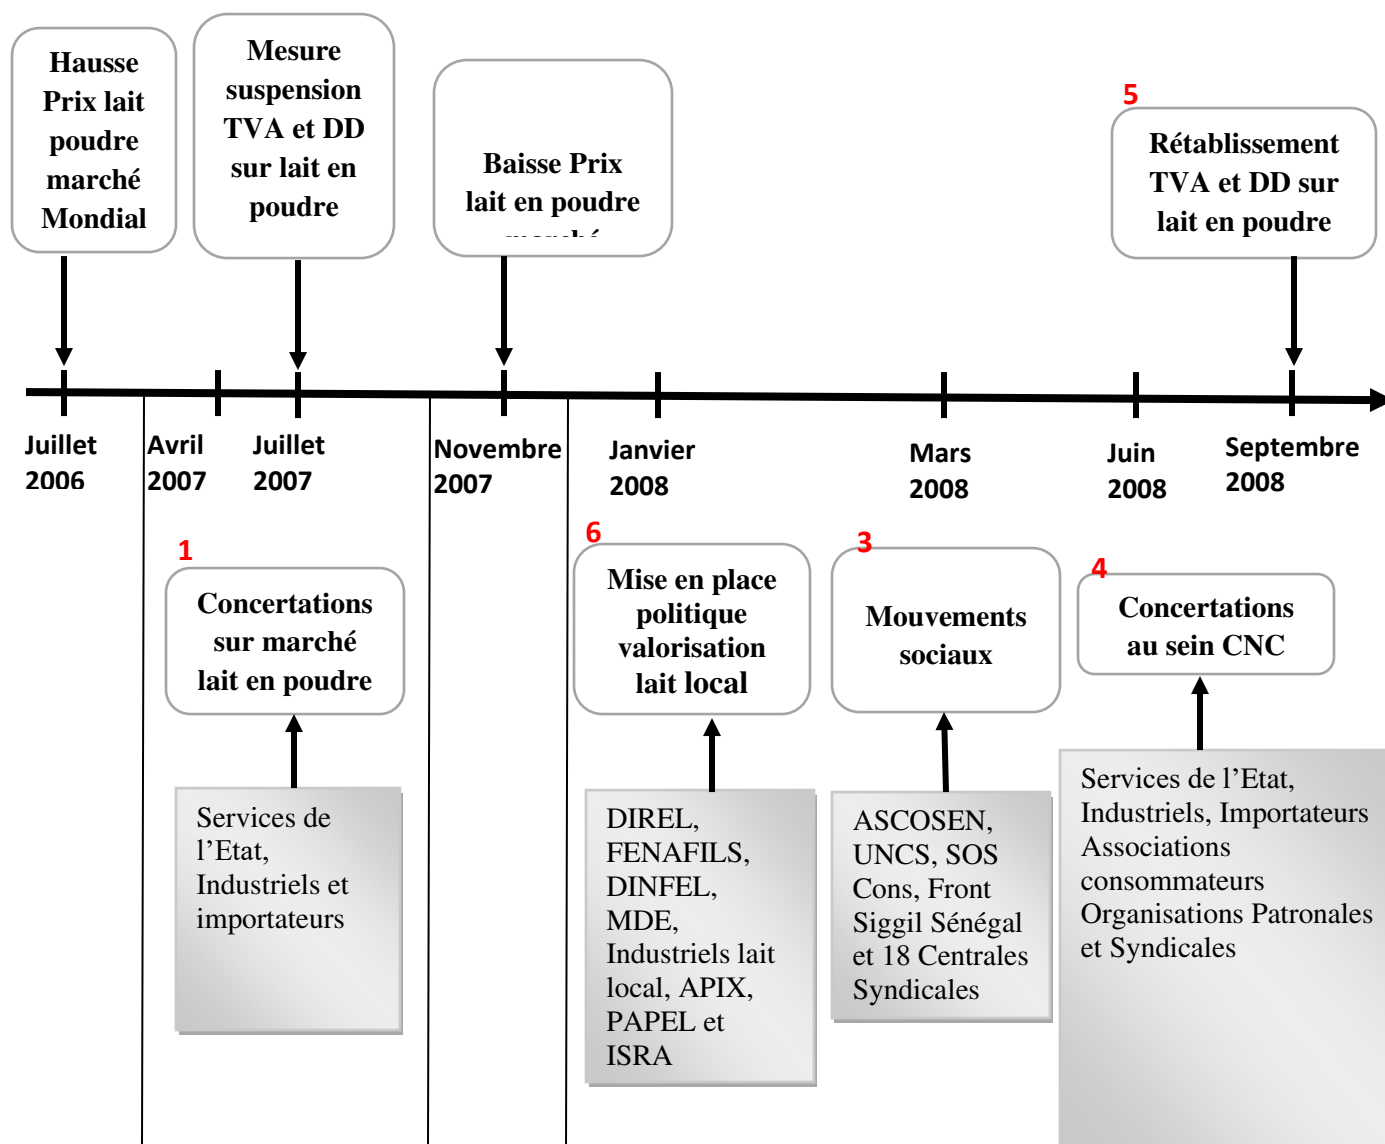 Hausse
Prix lait
poudre
marché
Mondial
Mesure
suspension
TVA et DD
sur lait en
poudre
Baisse Prix
lait en poudre
marché
5
Rétablissement
TVA et DD sur
lait en poudre
Juillet
2006
Avril
2007
Juillet
2007
Novembre
2007
Janvier
2008
Mars
2008
Juin
2008
Septembre
2008
1
Concertations
sur marché
lait en poudre
6
Mise en place
politique
valorisation
lait local
3
Mouvements
sociaux
4
Concertations
au sein CNC
Services de
l’Etat,
Industriels et
importateurs
DIREL,
FENAFILS,
DINFEL,
MDE,
Industriels lait
local, APIX,
PAPEL et
ISRA
ASCOSEN,
UNCS, SOS
Cons, Front
Siggil Sénégal
et 18 Centrales
Syndicales
Services de l’Etat,
Industriels, Importateurs
Associations
consommateurs
Organisations Patronales
et Syndicales